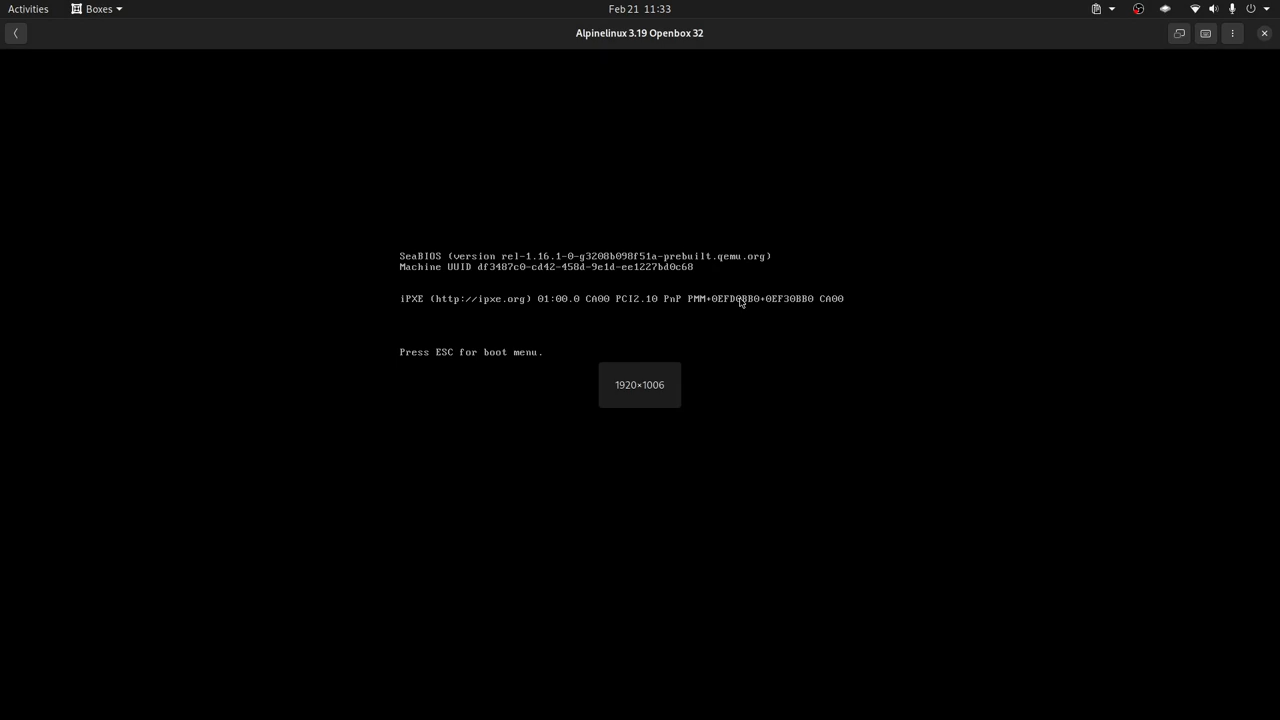 Activities Boxes Feb 21 11:33
Alpinelinux 3.19 Openbox 32
SeaBIOS (version rel-1.16.1-0-g3208b098f51a-prebuilt.qemu.org)
Machine UUID df3487c0-cd42-458d-9e1d-ee1227bd0c68
iPXE (http://ipxe.org) 01:00.0 CA00 PCI2.10 PnP PMM+0EFD0BB0+0EF30BB0 CA00
Press ESC for boot menu.
1920×1006